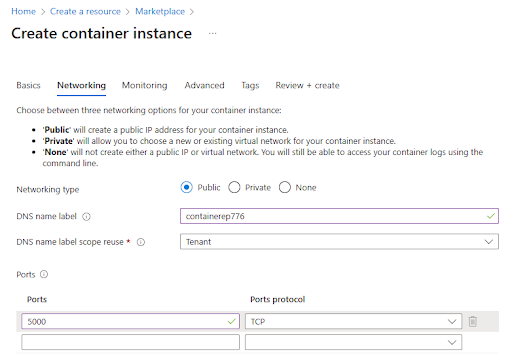 Home > Create a resource > Marketplace >
Create container instance ...
Basics Networking Monitoring Advanced Tags Review + create
Choose between three networking options for your container instance:
• 'Public' will create a public IP address for your container instance.
• 'Private' will allow you to choose a new or existing virtual network for your container instance.
• 'None' will not create either a public IP or virtual network. You will still be able to access your container logs using the
command line.
Networking type Public Private None
DNS name label containerep776
DNS name label scope reuse * Tenant
Ports
Ports Ports protocol
5000 TCP